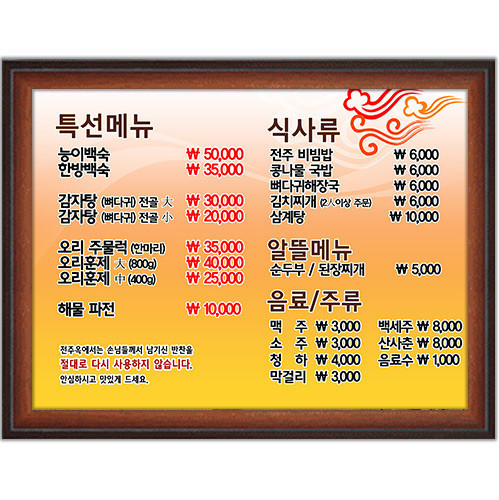 특선메뉴
능이백숙 ₩ 50,000
한방백숙 ₩ 35,000
감자탕 (뼈다귀) 전골 大 ₩ 30,000
감자탕 (뼈다귀) 전골 小 ₩ 20,000
오리 주물럭 (한마리) ₩ 35,000
오리훈제 大 (800g) ₩ 40,000
오리훈제 中 (400g) ₩ 25,000
해물 파전 ₩ 10,000
전주옥에서는 손님들께서 남기신 반찬을
절대로 다시 사용하지 않습니다.
안심하시고 맛있게 드세요.
식사류
전주 비빔밥 ₩ 6,000
콩나물 국밥 ₩ 6,000
뼈다귀해장국 ₩ 6,000
김치찌개 (2人이상 주문) ₩ 6,000
삼계탕 ₩ 10,000
알뜰메뉴
순두부 / 된장찌개 ₩ 5,000
음료/주류
맥 주 ₩ 3,000 백세주 ₩ 8,000
소 주 ₩ 3,000 산사춘 ₩ 8,000
청 하 ₩ 4,000 음료수 ₩ 1,000
막걸리 ₩ 3,000